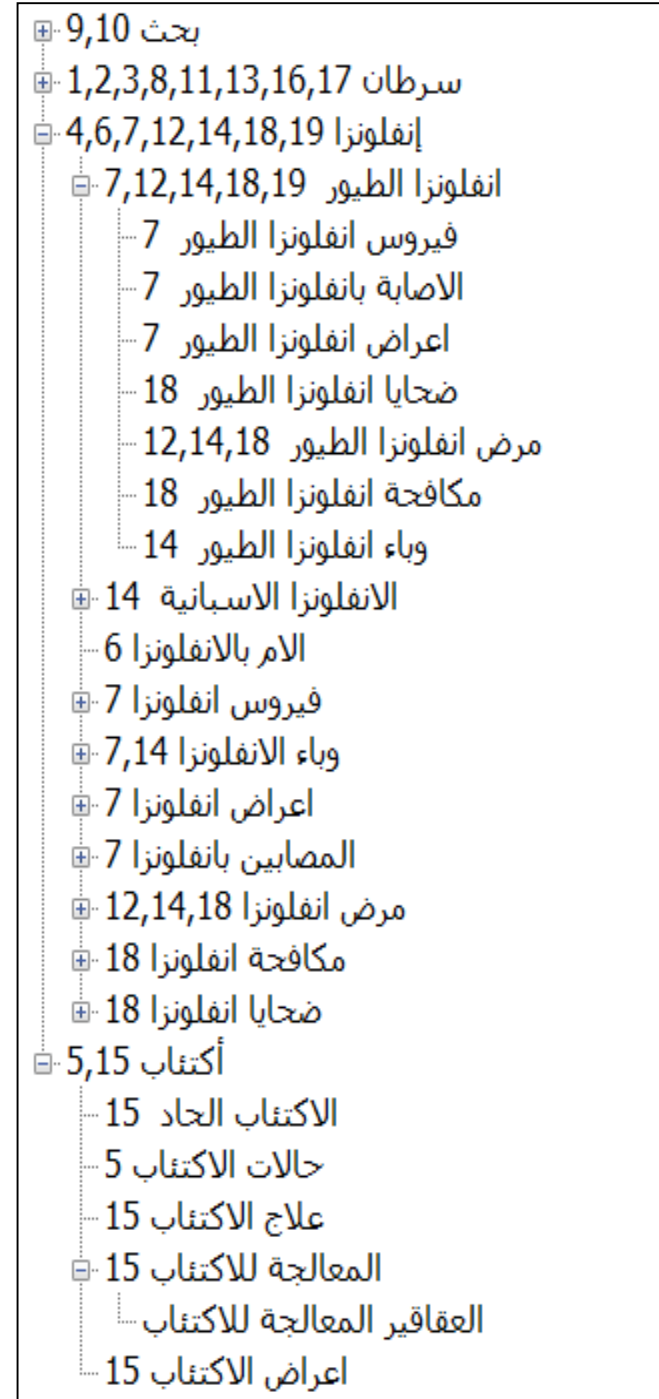 بحث 9,10
سرطان 1,2,3,8,11,13,16,17
إنفلونزا 4,6,7,12,14,18,19
انفلونزا الطيور 7,12,14,18,19
فيروس انفلونزا الطيور 7
الاصابة بانفلونزا الطيور 7
اعراض انفلونزا الطيور 7
ضحايا انفلونزا الطيور 18
مرض انفلونزا الطيور 12,14,18
مكافحة انفلونزا الطيور 18
وباء انفلونزا الطيور 14
الانفلونزا الاسبانية 14
الام بالانفلونزا 6
فيروس انفلونزا 7
وباء الانفلونزا 7,14
اعراض انفلونزا 7
المصابين بانفلونزا 7
مرض انفلونزا 12,14,18
مكافحة انفلونزا 18
ضحايا انفلونزا 18
أكتئاب 5,15
الاكتئاب الحاد 15
حالات الاكتئاب 5
علاج الاكتئاب 15
المعالجة للاكتئاب 15
العقاقير المعالجة للاكتئاب
اعراض الاكتئاب 15